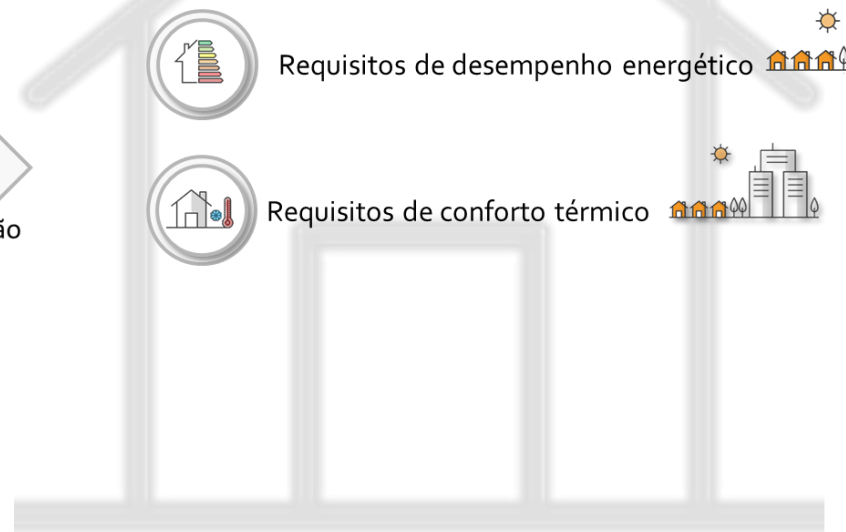 Requisitos de desempenho energético
Requisitos de conforto térmico
ão